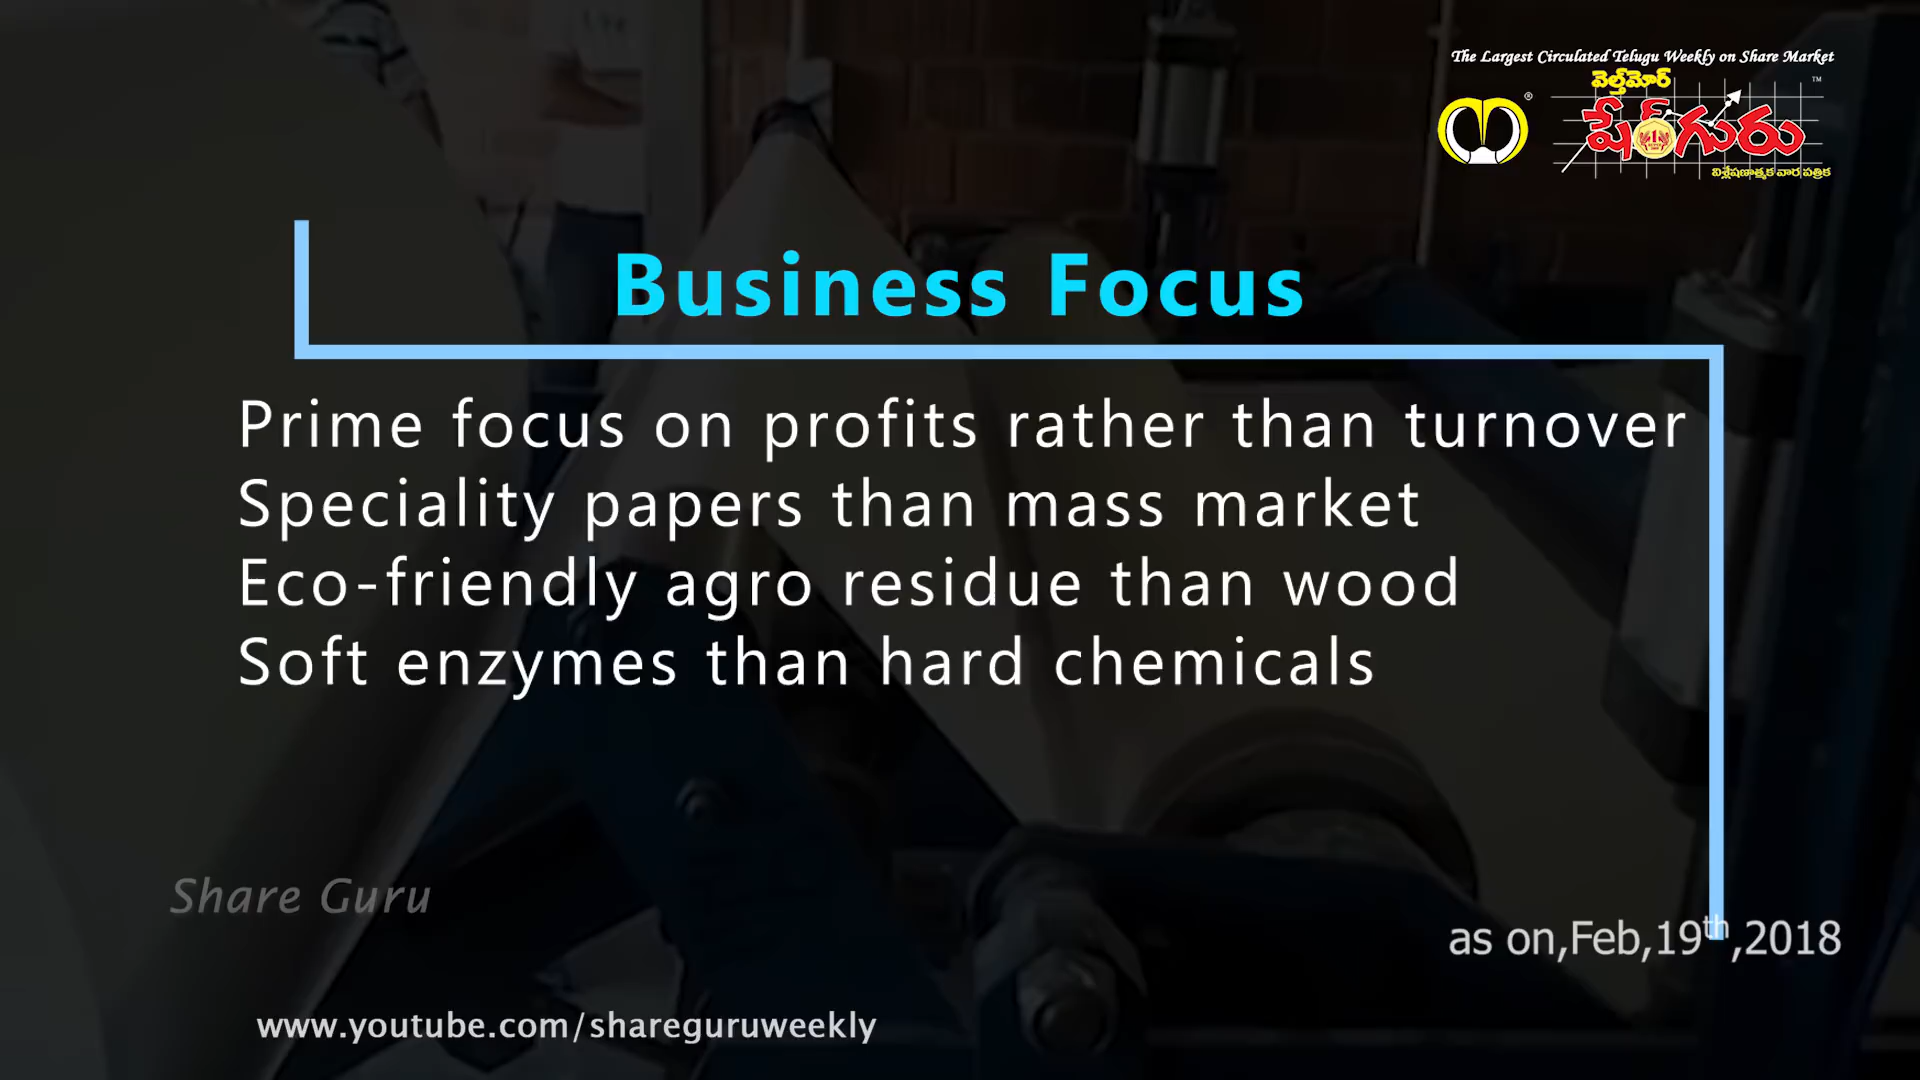 The Largest Circulated Telugu Weekly on Share Market
వెల్త్‌మోర్
™
®
షేర్‌గురు
విశ్లేషణాత్మక వార పత్రిక
Business Focus
Prime focus on profits rather than turnover
Speciality papers than mass market
Eco-friendly agro residue than wood
Soft enzymes than hard chemicals
Share Guru
as on,Feb,19th,2018
www.youtube.com/shareguruweekly